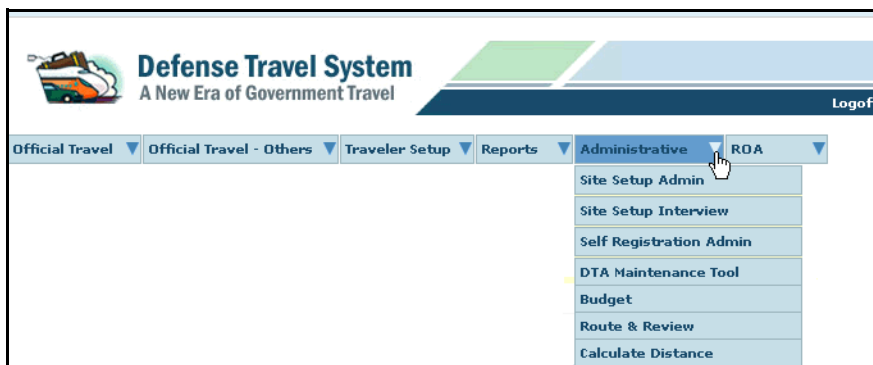 Defense Travel System
A New Era of Government Travel
Official Travel Official Travel - Others Traveler Setup Reports Administrative ROA
Site Setup Admin
Site Setup Interview
Self Registration Admin
DTA Maintenance Tool
Budget
Route & Review
Calculate Distance